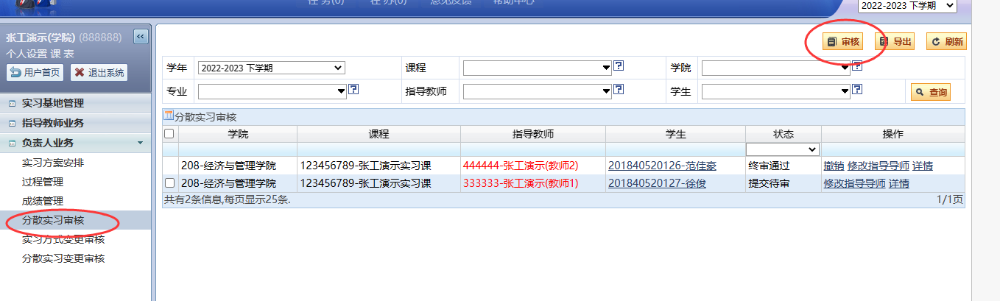 任务(0) 在办(0) 意见反馈 帮助中心
2022-2023 下学期
张工演示(学院) (888888)
个人设置 课 表
用户首页 退出系统
实习基地管理
指导教师业务
负责人业务
实习方案安排
过程管理
成绩管理
分散实习审核
实习方式变更审核
分散实习变更审核
审核 导出 刷新
学年 2022-2023 下学期 课程 学院
专业 指导教师 学生 查询
分散实习审核
学院 课程 指导教师 学生 状态 操作
208-经济与管理学院 123456789-张工演示实习课 444444-张工演示(教师2) 201840520126-范佳豪 终审通过 撤销 修改指导导师 详情
208-经济与管理学院 123456789-张工演示实习课 333333-张工演示(教师1) 201840520127-徐俊 提交待审 修改指导导师 详情
共有2条信息,每页显示25条. 1/1页